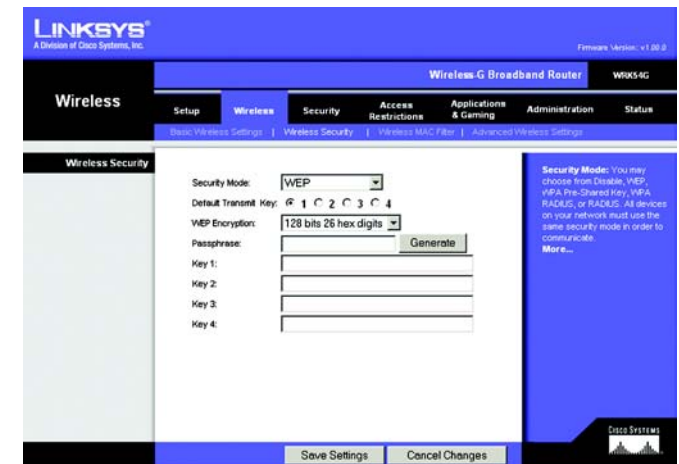 LINKSYS®
A Division of Cisco Systems, Inc.
Firmware Version: v1.00.0
Wireless-G Broadband Router WRK54G
Wireless
Setup Wireless Security Access Restrictions Applications & Gaming Administration Status
Basic Wireless Settings | Wireless Security | Wireless MAC Filter | Advanced Wireless Settings
Wireless Security
Security Mode: WEP
Default Transmit Key: 1 2 3 4
WEP Encryption: 128 bits 26 hex digits
Passphrase: Generate
Key 1:
Key 2:
Key 3:
Key 4:
Security Mode: You may
choose from Disable, WEP,
WPA Pre-Shared Key, WPA
RADIUS, or RADIUS. All devices
on your network must use the
same security mode in order to
communicate.
More...
Save Settings Cancel Changes
CISCO SYSTEMS